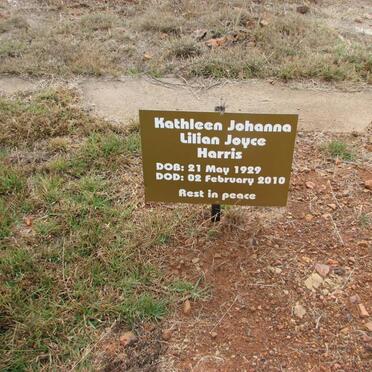 Kathleen Johanna
Lilian Joyce
Harris
DOB: 21 May 1929
DOD: 02 February 2010
Rest in peace